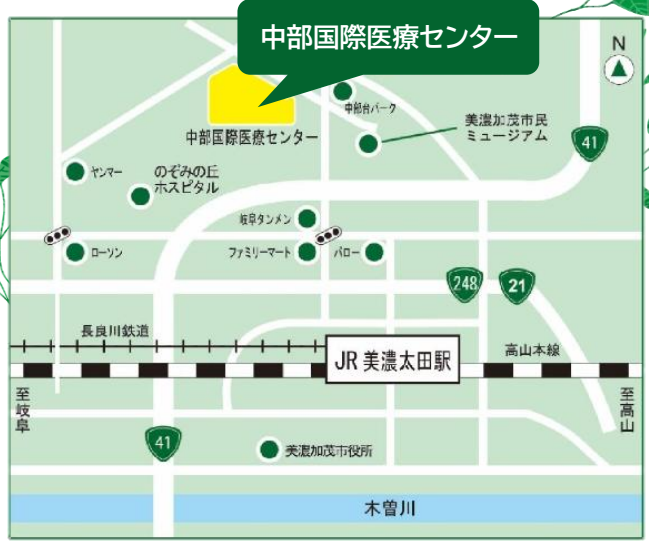 中部国際医療センター
N
中部台パーク
中部国際医療センター
美濃加茂市民
ミュージアム
41
ヤンマー
のぞみの丘
ホスピタル
岐阜タンメン
ローソン
ファミリーマート
バロー
248
21
長良川鉄道
JR 美濃太田駅
高山本線
至岐阜
至高山
41
美濃加茂市役所
木曽川